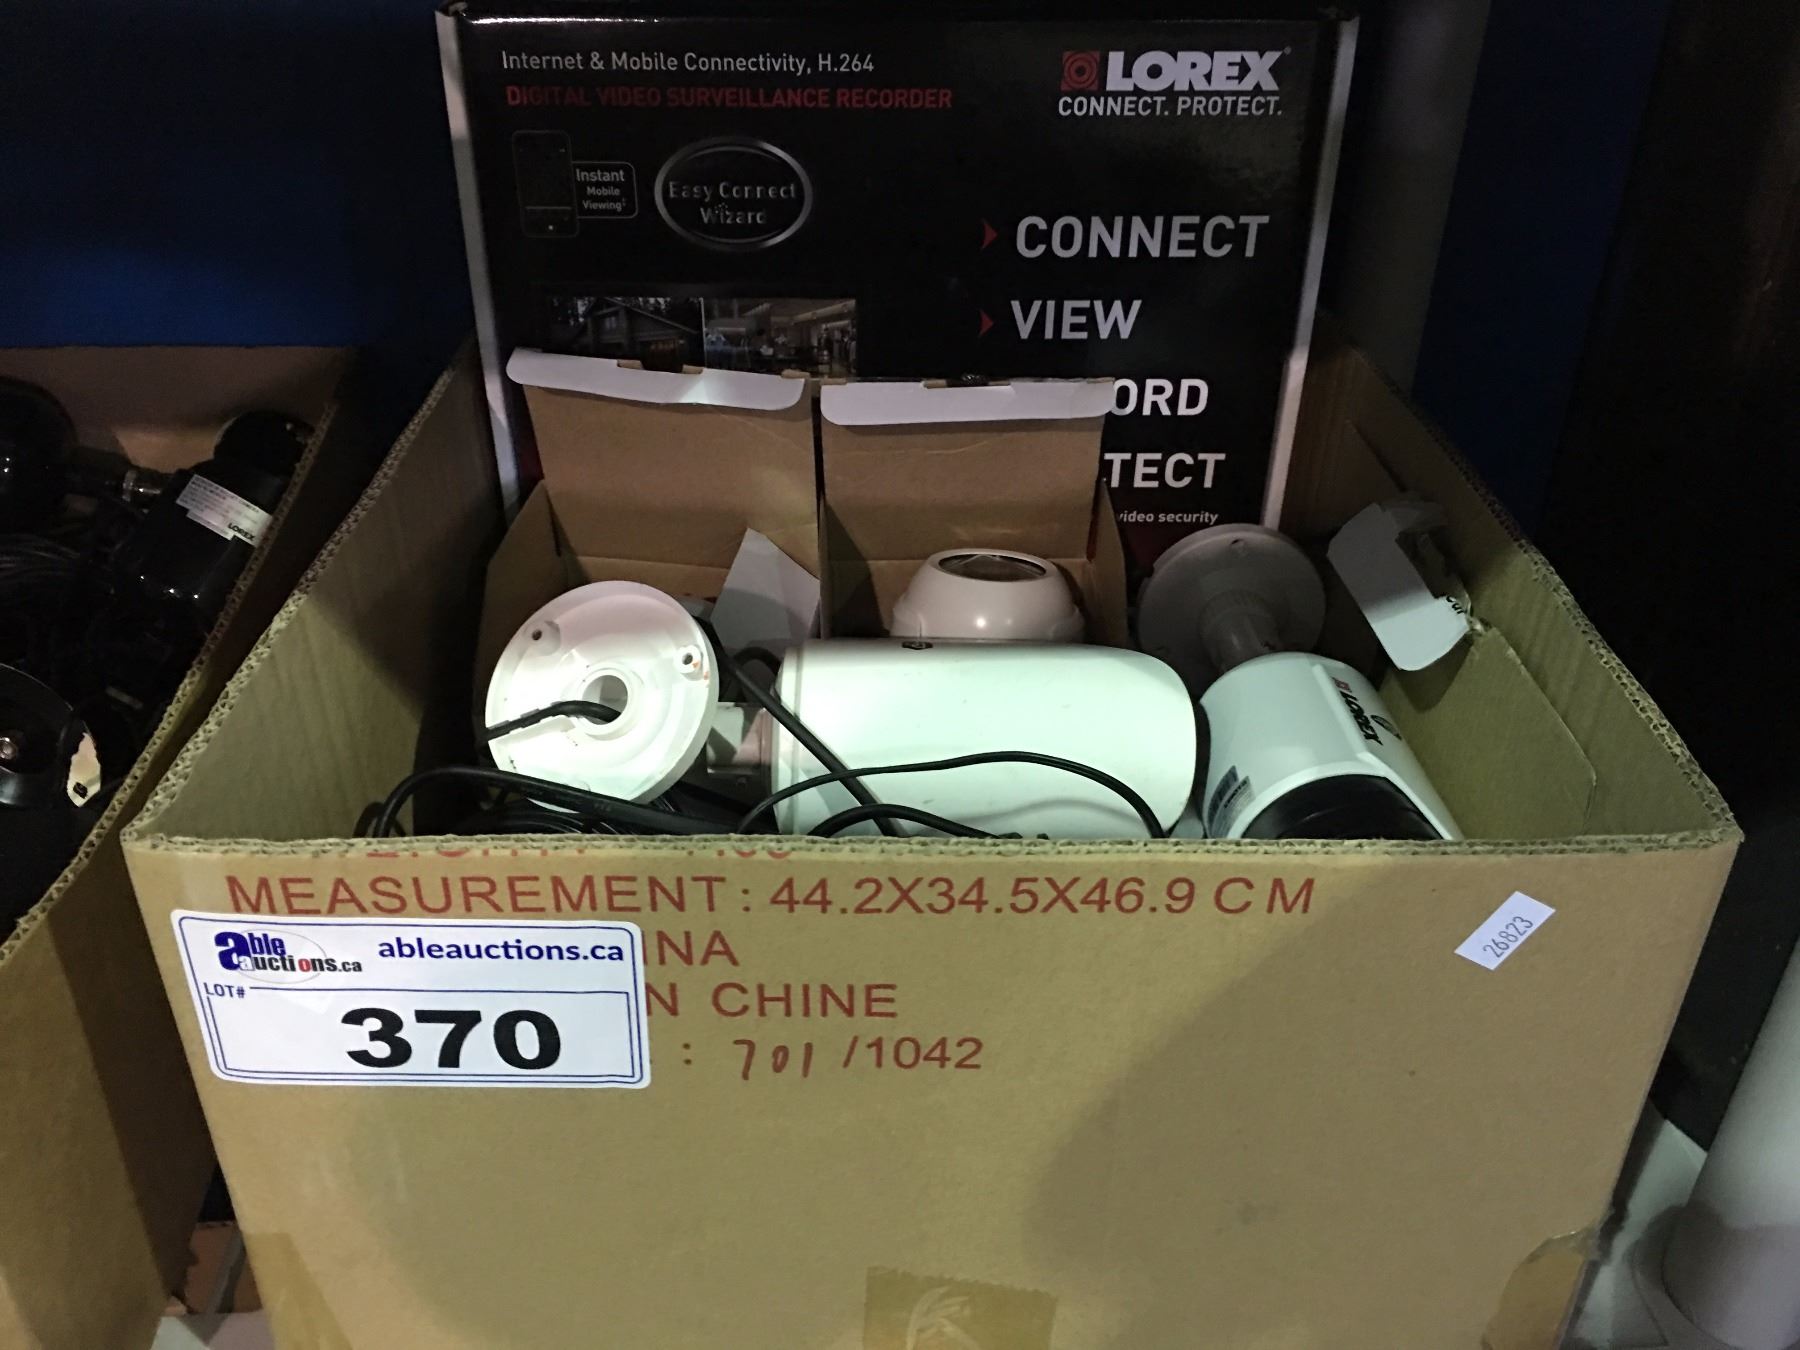 Internet & Mobile Connectivity, H.264
DIGITAL VIDEO SURVEILLANCE RECORDER
LOREX
CONNECT. PROTECT.
Instant
Mobile
Viewing
Easy Connect
Wizard
CONNECT
VIEW
ORD
TECT
video security
LOREX
LOREX
MEASUREMENT: 44.2X34.5X46.9 CM
INA
N CHINE
: 701 /1042
able auctions.ca
ableauctions.ca
LOT#
370
26823